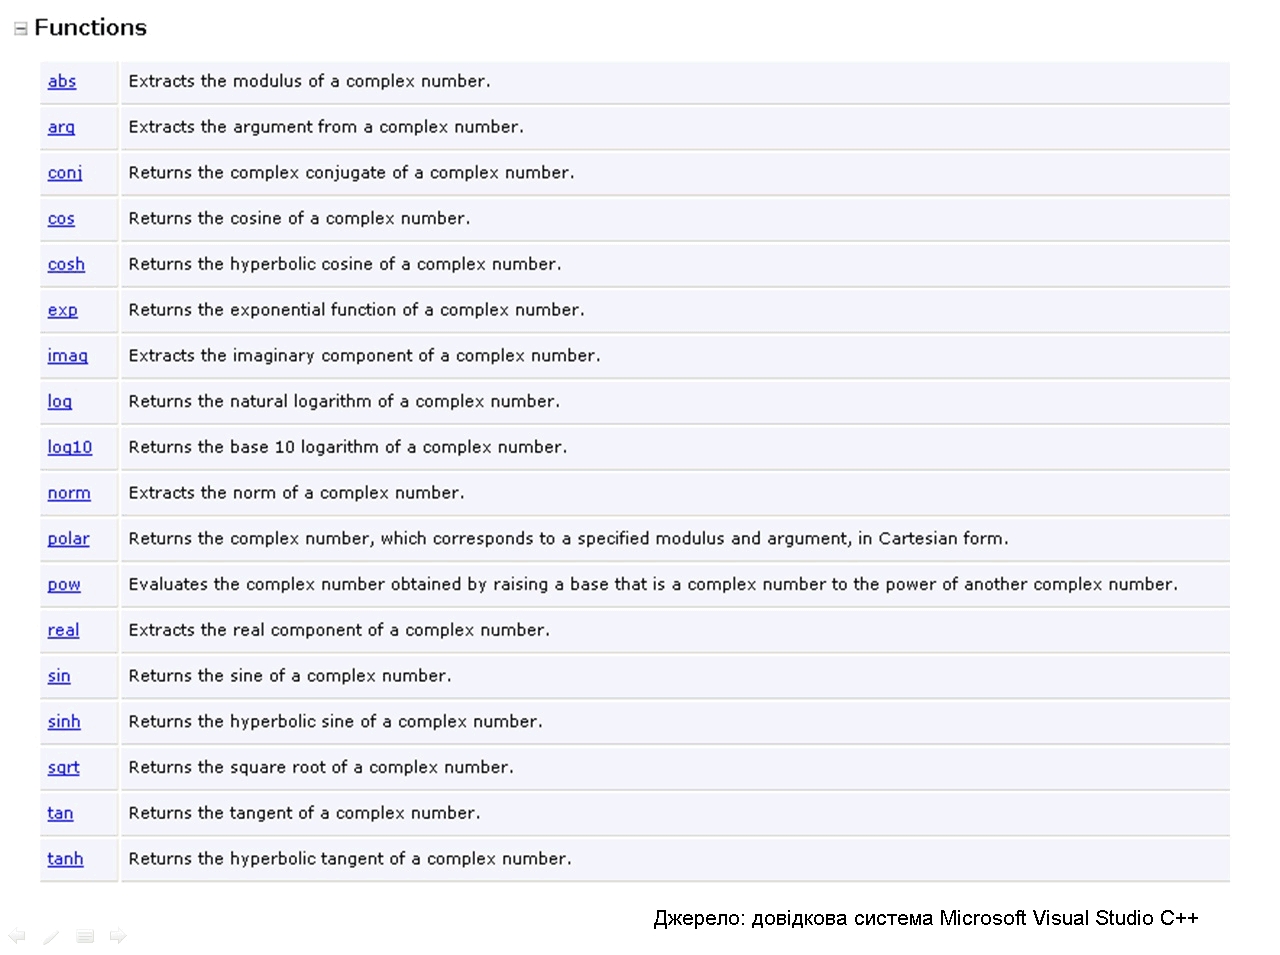 Functions
abs Extracts the modulus of a complex number.
arg Extracts the argument from a complex number.
conj Returns the complex conjugate of a complex number.
cos Returns the cosine of a complex number.
cosh Returns the hyperbolic cosine of a complex number.
exp Returns the exponential function of a complex number.
imag Extracts the imaginary component of a complex number.
log Returns the natural logarithm of a complex number.
log10 Returns the base 10 logarithm of a complex number.
norm Extracts the norm of a complex number.
polar Returns the complex number, which corresponds to a specified modulus and argument, in Cartesian form.
pow Evaluates the complex number obtained by raising a base that is a complex number to the power of another complex number.
real Extracts the real component of a complex number.
sin Returns the sine of a complex number.
sinh Returns the hyperbolic sine of a complex number.
sqrt Returns the square root of a complex number.
tan Returns the tangent of a complex number.
tanh Returns the hyperbolic tangent of a complex number.
Джерело: довідкова система Microsoft Visual Studio C++